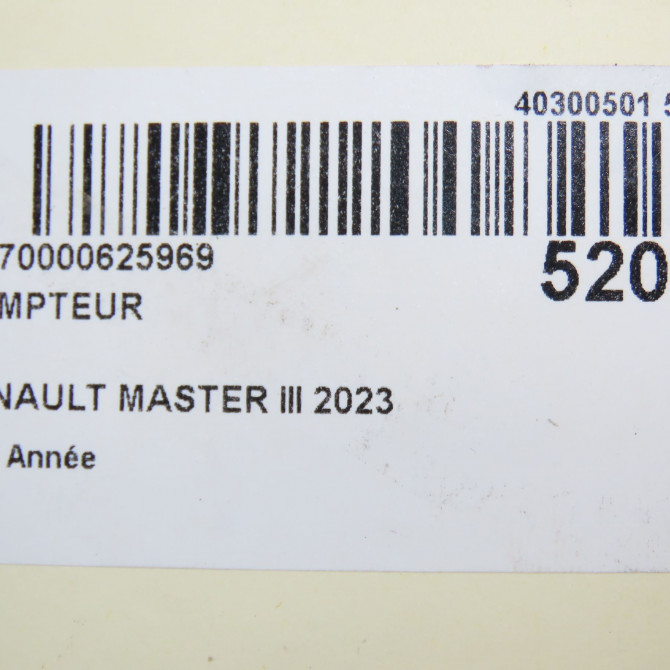 40300501 5
70000625969
520
MPTEUR
NAULT MASTER III 2023
Année